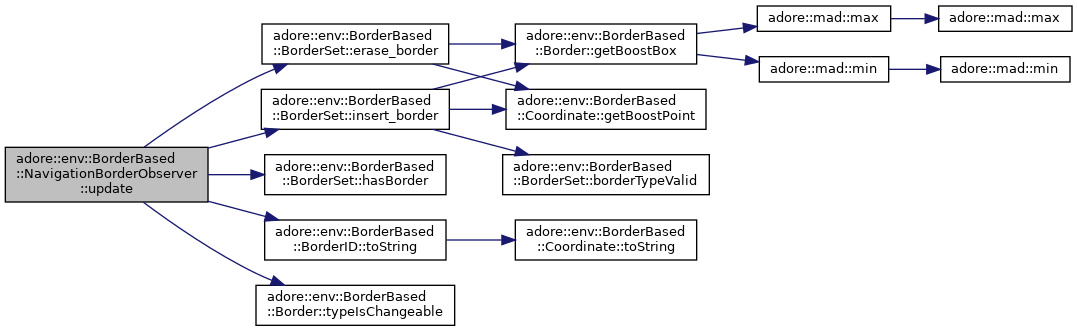 adore::env::BorderBased
::NavigationBorderObserver
::update
adore::env::BorderBased
::BorderSet::erase_border
adore::env::BorderBased
::BorderSet::insert_border
adore::env::BorderBased
::BorderSet::hasBorder
adore::env::BorderBased
::BorderID::toString
adore::env::BorderBased
::Border::typeIsChangeable
adore::env::BorderBased
::Border::getBoostBox
adore::env::BorderBased
::Coordinate::getBoostPoint
adore::env::BorderBased
::BorderSet::borderTypeValid
adore::env::BorderBased
::Coordinate::toString
adore::mad::max
adore::mad::min
adore::mad::max
adore::mad::min